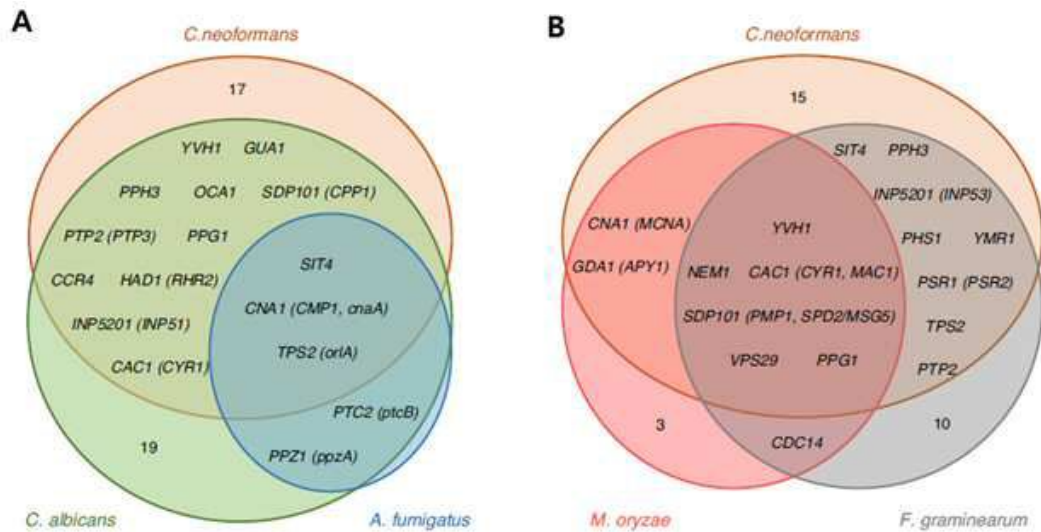 A
C.neoformans
17
YVH1 GUA1
PPH3 OCA1 SDP101 (CPP1)
PTP2 (PTP3) PPG1
SIT4
CCR4 HAD1 (RHR2)
CNA1 (CMP1, cnaA)
INP5201 (INP51)
TPS2 (orlA)
CAC1 (CYR1)
PTC2 (ptcB)
19
PPZ1 (ppzA)
C. albicans A. fumigatus
B
C.neoformans
15
SIT4 PPH3
INP5201 (INP53)
CNA1 (MCNA)
YVH1
PHS1 YMR1
GDA1 (APY1)
NEM1 CAC1 (CYR1, MAC1)
PSR1 (PSR2)
SDP101 (PMP1, SPD2/MSG5)
TPS2
VPS29 PPG1
PTP2
3
10
CDC14
M. oryzae F. graminearum